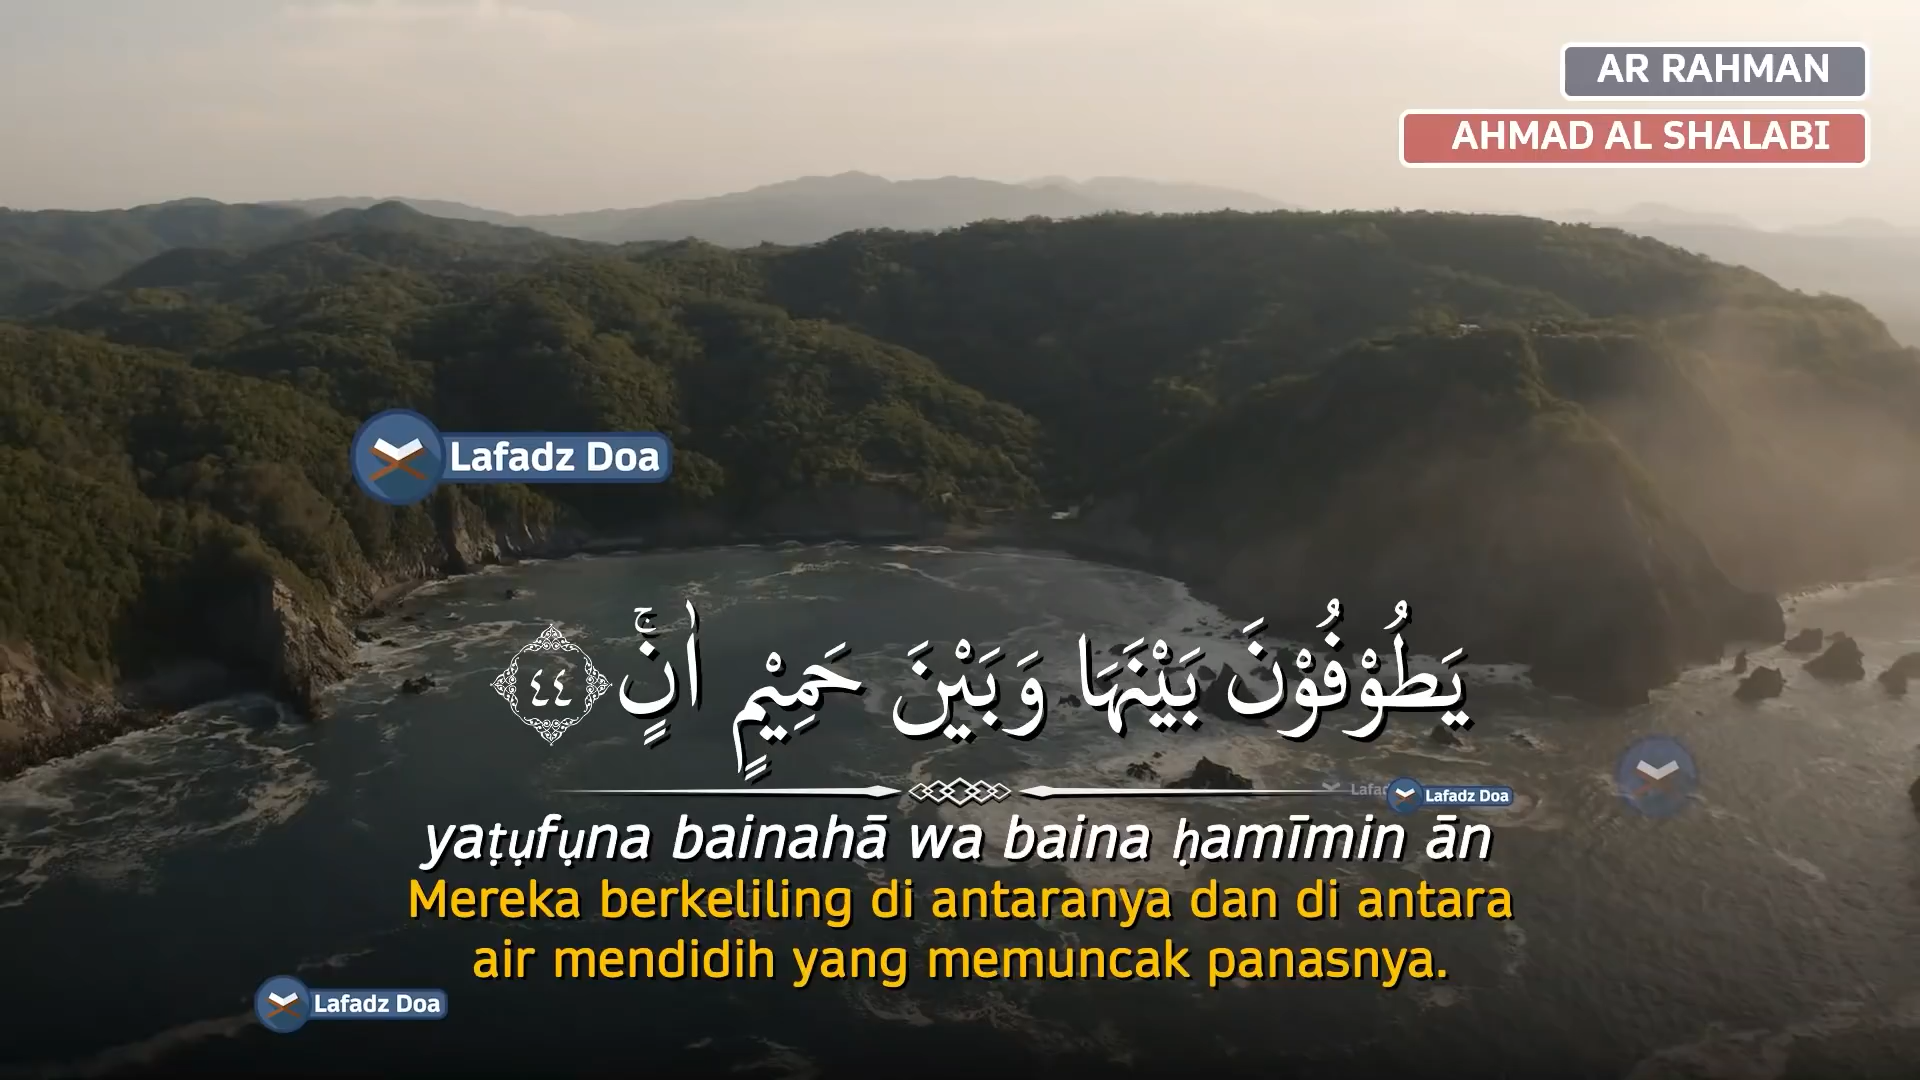 AR RAHMAN
AHMAD AL SHALABI
Lafadz Doa
يَطُوْفُوْنَ بَيْنَهَا وَبَيْنَ حَمِيْمٍ اٰنٍۚ ٤٤
Lafadz Doa
yaṭụfụna bainahā wa baina ḥamīmin ān
Mereka berkeliling di antaranya dan di antara
air mendidih yang memuncak panasnya.
Lafadz Doa